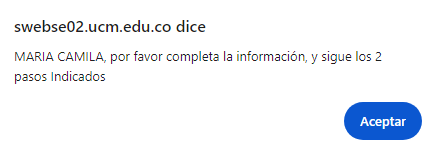 swebse02.ucm.edu.co dice
MARIA CAMILA, por favor completa la información, y sigue los 2
pasos Indicados
Aceptar